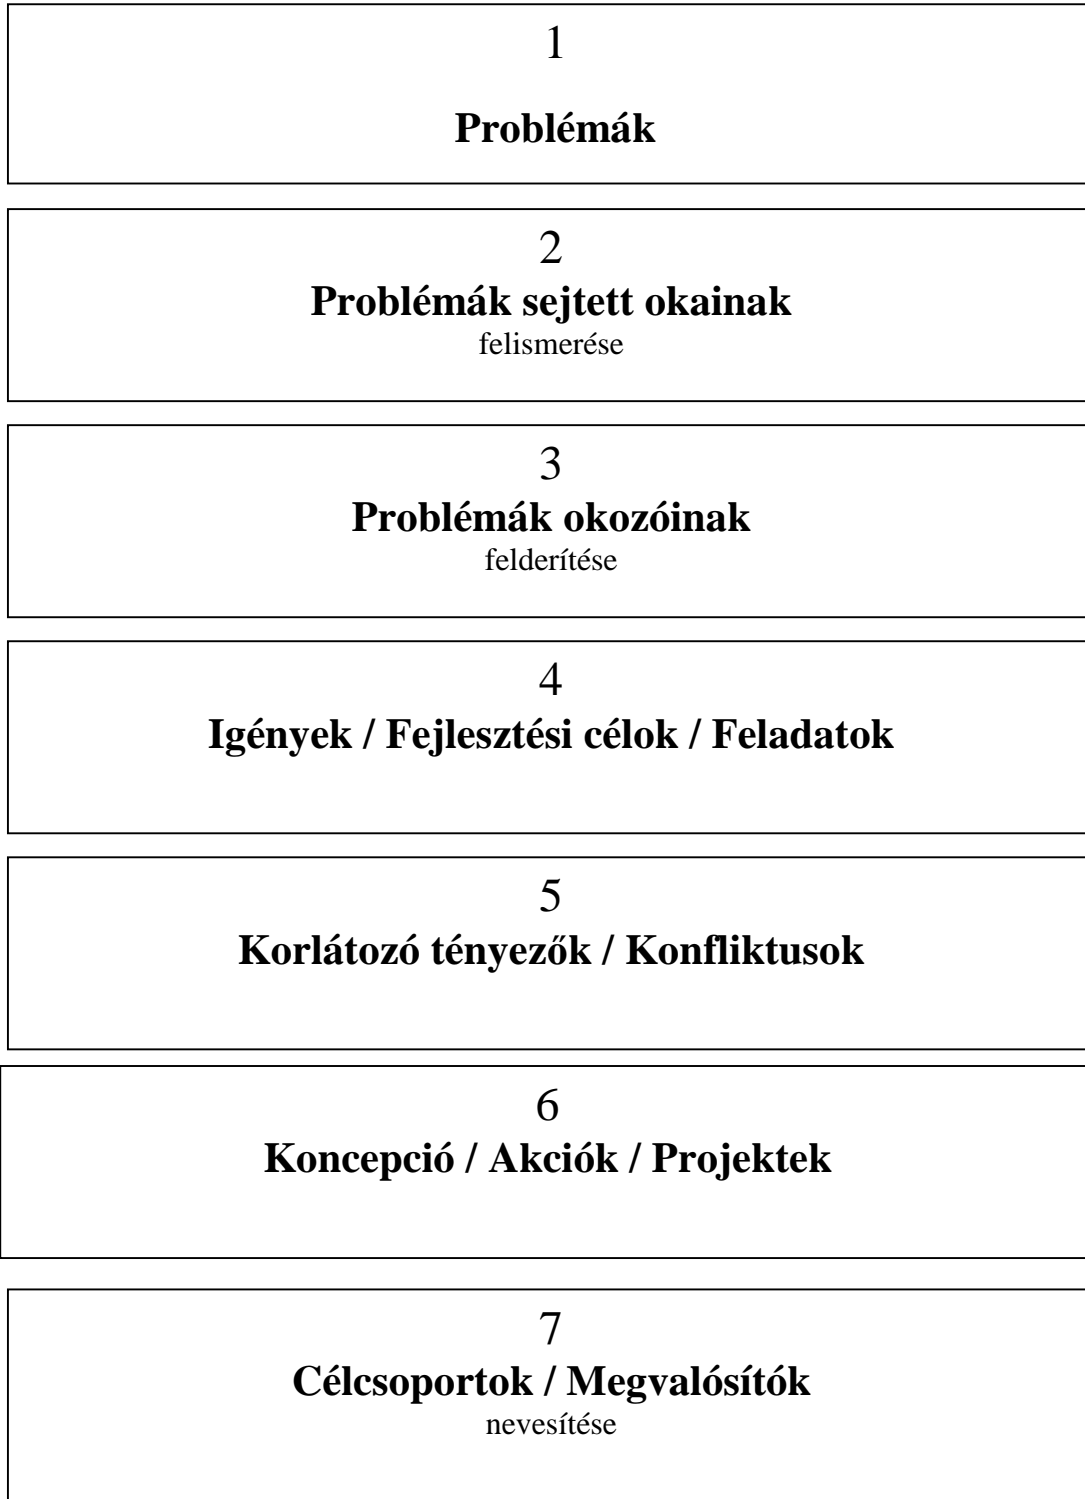 1
Problémák
2
Problémák sejtett okainak
felismerése
3
Problémák okozóinak
felderítése
4
Igények / Fejlesztési célok / Feladatok
5
Korlátozó tényezők / Konfliktusok
6
Koncepció / Akciók / Projektek
7
Célcsoportok / Megvalósítók
nevesítése